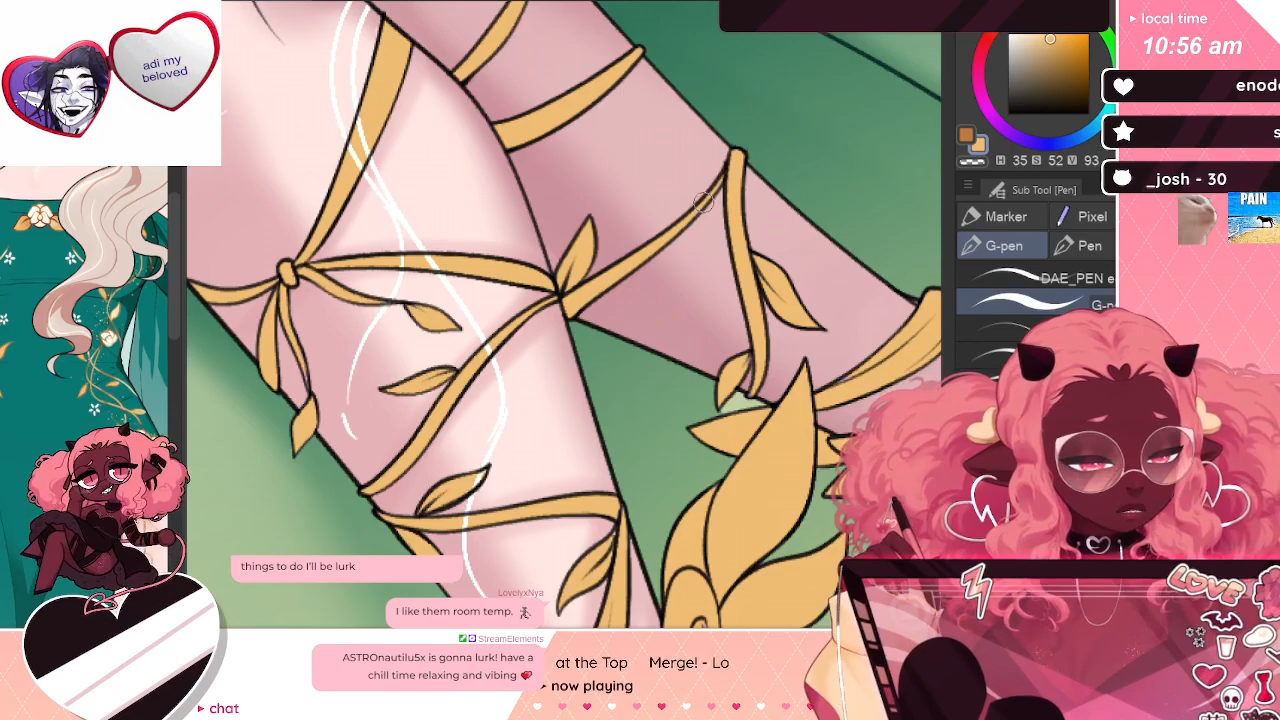 adi my
beloved
▸ local time
10:56 am
enod
_josh - 30
PAIN
H 35 S 52 V 93
Sub Tool [Pen]
Marker
Pixel
G-pen
Pen
DAE_PEN e
LOVE
things to do I'll be lurk
LovelyxNya
I like them room temp.
StreamElements
ASTROnautilu5x is gonna lurk! have a
chill time relaxing and vibing
▸ chat
at the Top Merge! - Lo
▸ now playing